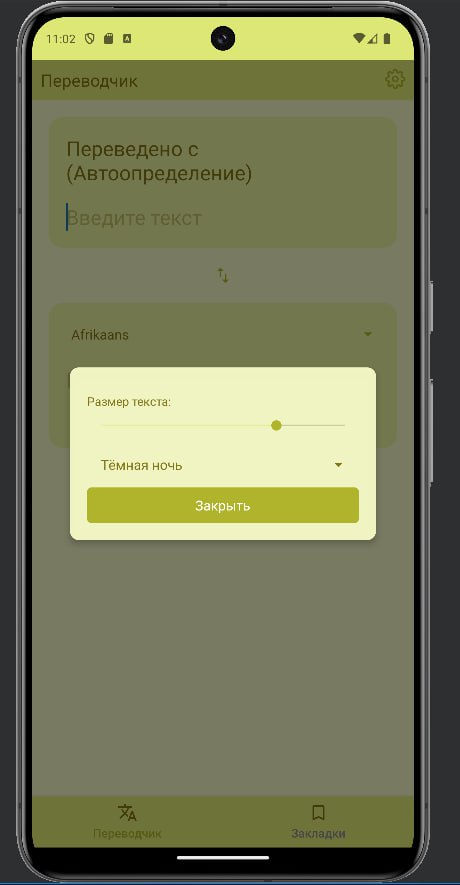 11:02
Переводчик
Переведено с
(Автоопределение)
Введите текст
Afrikaans
Размер текста:
Тёмная ночь
Закрыть
Переводчик
Закладки